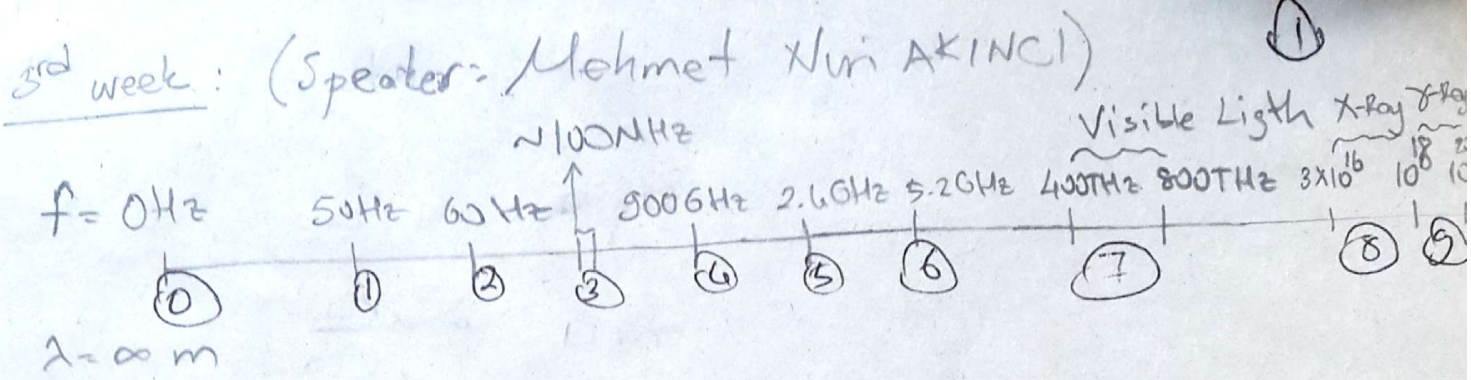 ①
3rd week: (Speaker: Mehmet Nuri AKINCI)
Visible Ligth X-Ray γ-Ray
~100MHz
f= 0Hz 50Hz 60Hz 900GHz 2.4GHz 5.2GHz 400THz 800THz 3x10^16 10^18
⓪ ① ② ③ ④ ⑤ ⑥ ⑦ ⑧ ⑨
λ=∞ m